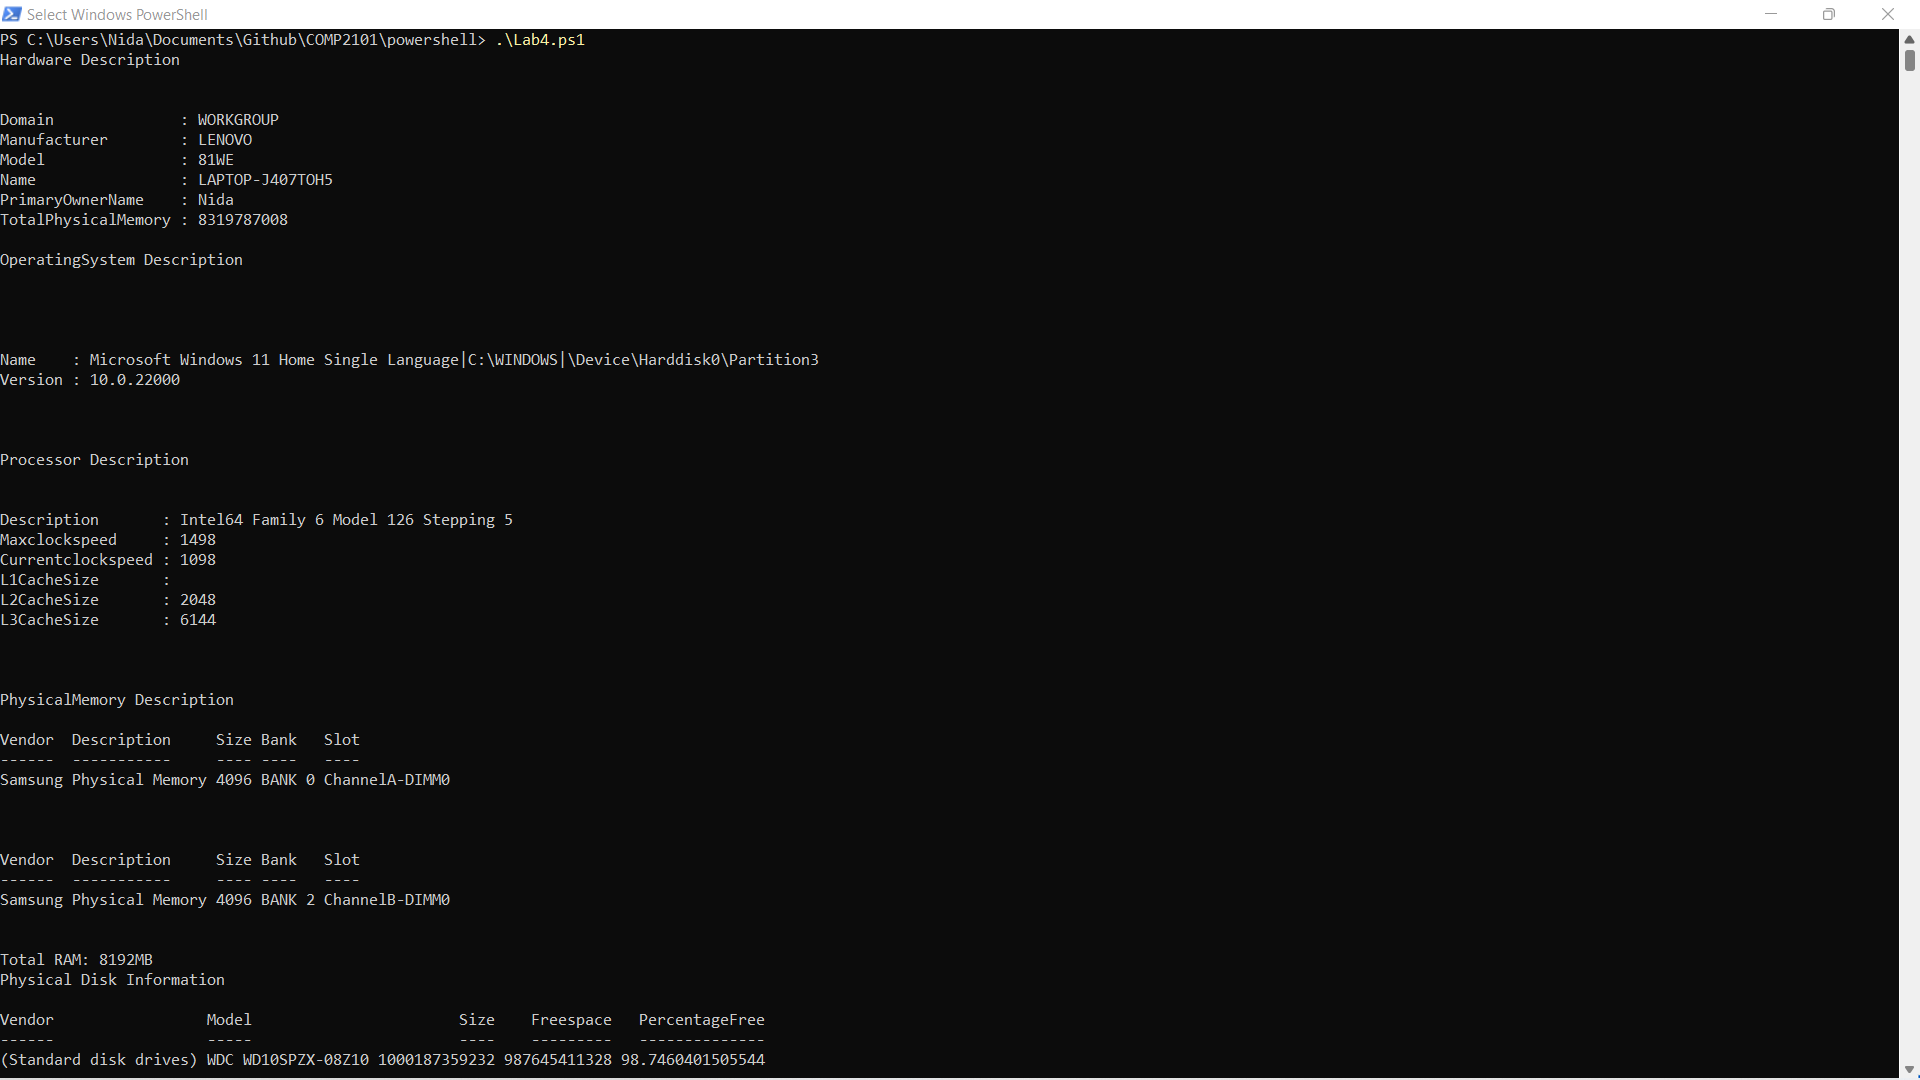 Select Windows PowerShell
PS C:\Users\Nida\Documents\Github\COMP2101\powershell> .\Lab4.ps1
Hardware Description
Domain              : WORKGROUP
Manufacturer        : LENOVO
Model               : 81WE
Name                : LAPTOP-J407TOH5
PrimaryOwnerName    : Nida
TotalPhysicalMemory : 8319787008
OperatingSystem Description
Name    : Microsoft Windows 11 Home Single Language|C:\WINDOWS|\Device\Harddisk0\Partition3
Version : 10.0.22000
Processor Description
Description       : Intel64 Family 6 Model 126 Stepping 5
Maxclockspeed     : 1498
Currentclockspeed : 1098
L1CacheSize       :
L2CacheSize       : 2048
L3CacheSize       : 6144
PhysicalMemory Description
Vendor  Description     Size Bank   Slot
------  -----------     ---- ----   ----
Samsung Physical Memory 4096 BANK 0 ChannelA-DIMM0
Vendor  Description     Size Bank   Slot
------  -----------     ---- ----   ----
Samsung Physical Memory 4096 BANK 2 ChannelB-DIMM0
Total RAM: 8192MB
Physical Disk Information
Vendor                 Model                       Size    Freespace   PercentageFree
------                 -----                       ----    ---------   --------------
(Standard disk drives) WDC WD10SPZX-08Z10 1000187359232 987645411328 98.7460401505544